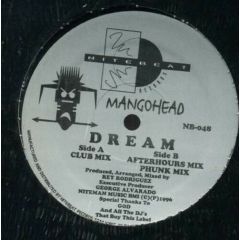 NITEBEAT
RECORDS
MANGOHEAD
NB-048
DREAM
Side A
CLUB MIX
Side B
AFTERHOURS MIX
PHUNK MIX
Produced, Arranged, Mixed by
REY RODRIGUEZ
Executive Producer
GEORGE ALVARADO
NITEMAN MUSIC BMI (C)(P)1996
Special Thanks To
GOD
And All The DJ's
That Buy This Label